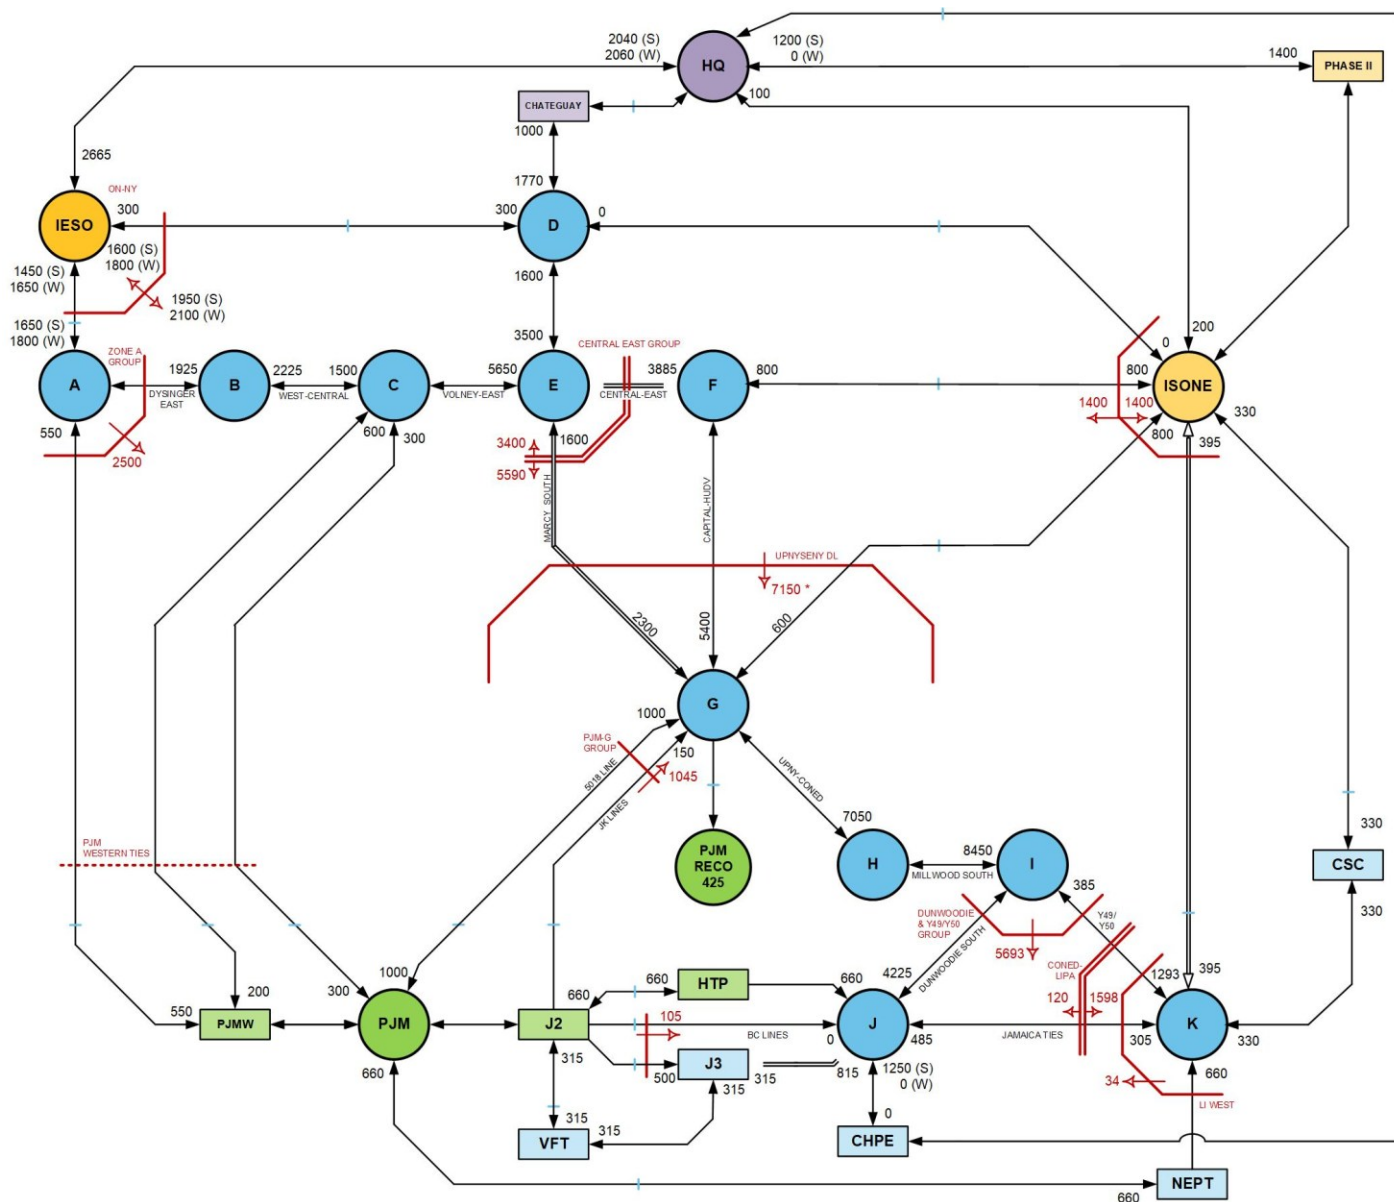 2040 (S)
2060 (W)
HQ
1200 (S)
0 (W)
1400
PHASE II
CHATEGUAY
100
1000
2665
1770
ON-NY
IESO
300
300
D
0
1450 (S)
1650 (W)
1600 (S)
1800 (W)
1950 (S)
2100 (W)
1600
1650 (S)
1800 (W)
3500
200
0
ZONE A
GROUP
CENTRAL EAST GROUP
A
1925
B
2225
1500
C
5650
E
3885
F
800
800
ISONE
DYSINGER
EAST
WEST-CENTRAL
VOLNEY-EAST
CENTRAL-EAST
1400
1400
330
550
2500
600
300
1600
3400
5590
800
395
MARCY SOUTH
CAPITAL-HUDV
UPNYSENY DL
7150 *
2300
5400
600
G
1000
150
PJM-G
GROUP
1045
5018 LINE
JK LINES
UPNY-CONED
7050
PJM
WESTERN TIES
PJM
RECO
425
H
8450
MILLWOOD SOUTH
I
385
330
CSC
330
DUNWOODIE
& Y49/Y50
GROUP
DUNWOODIE SOUTH
5693
Y49/
Y50
CONED-
LIPA
1293
395
1000
200
300
550
PJMW
PJM
660
660
HTP
660
4225
120
1598
J2
105
BC LINES
0
J
485
JAMAICA TIES
305
K
330
660
315
500
J3
315
315
815
1250 (S)
0 (W)
34
660
LI WEST
315
315
VFT
0
CHPE
NEPT
660